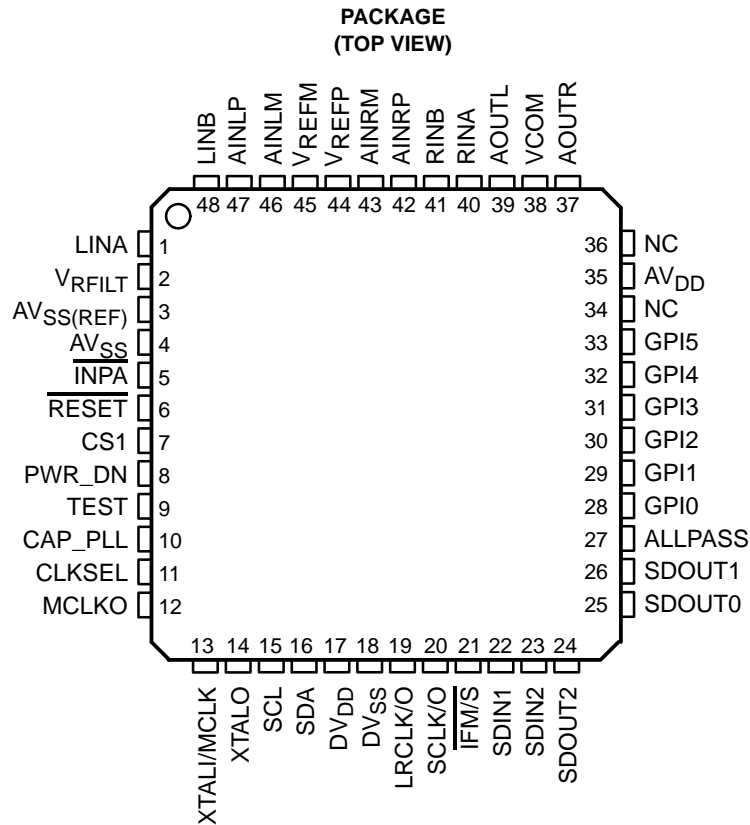 PACKAGE
(TOP VIEW)
LINB
AINLP
AINLM
VREFM
VREFP
AINRM
AINRP
RINB
RINA
AOUTL
VCOM
AOUTR
48 47 46 45 44 43 42 41 40 39 38 37
LINA 1
VRFILT 2
AVSS(REF) 3
AVSS 4
INPA 5
RESET 6
CS1 7
PWR_DN 8
TEST 9
CAP_PLL 10
CLKSEL 11
MCLKO 12
36 NC
35 AVDD
34 NC
33 GPI5
32 GPI4
31 GPI3
30 GPI2
29 GPI1
28 GPI0
27 ALLPASS
26 SDOUT1
25 SDOUT0
13 14 15 16 17 18 19 20 21 22 23 24
XTALI/MCLK
XTALO
SCL
SDA
DVDD
DVSS
LRCLK/O
SCLK/O
IFM/S
SDIN1
SDIN2
SDOUT2